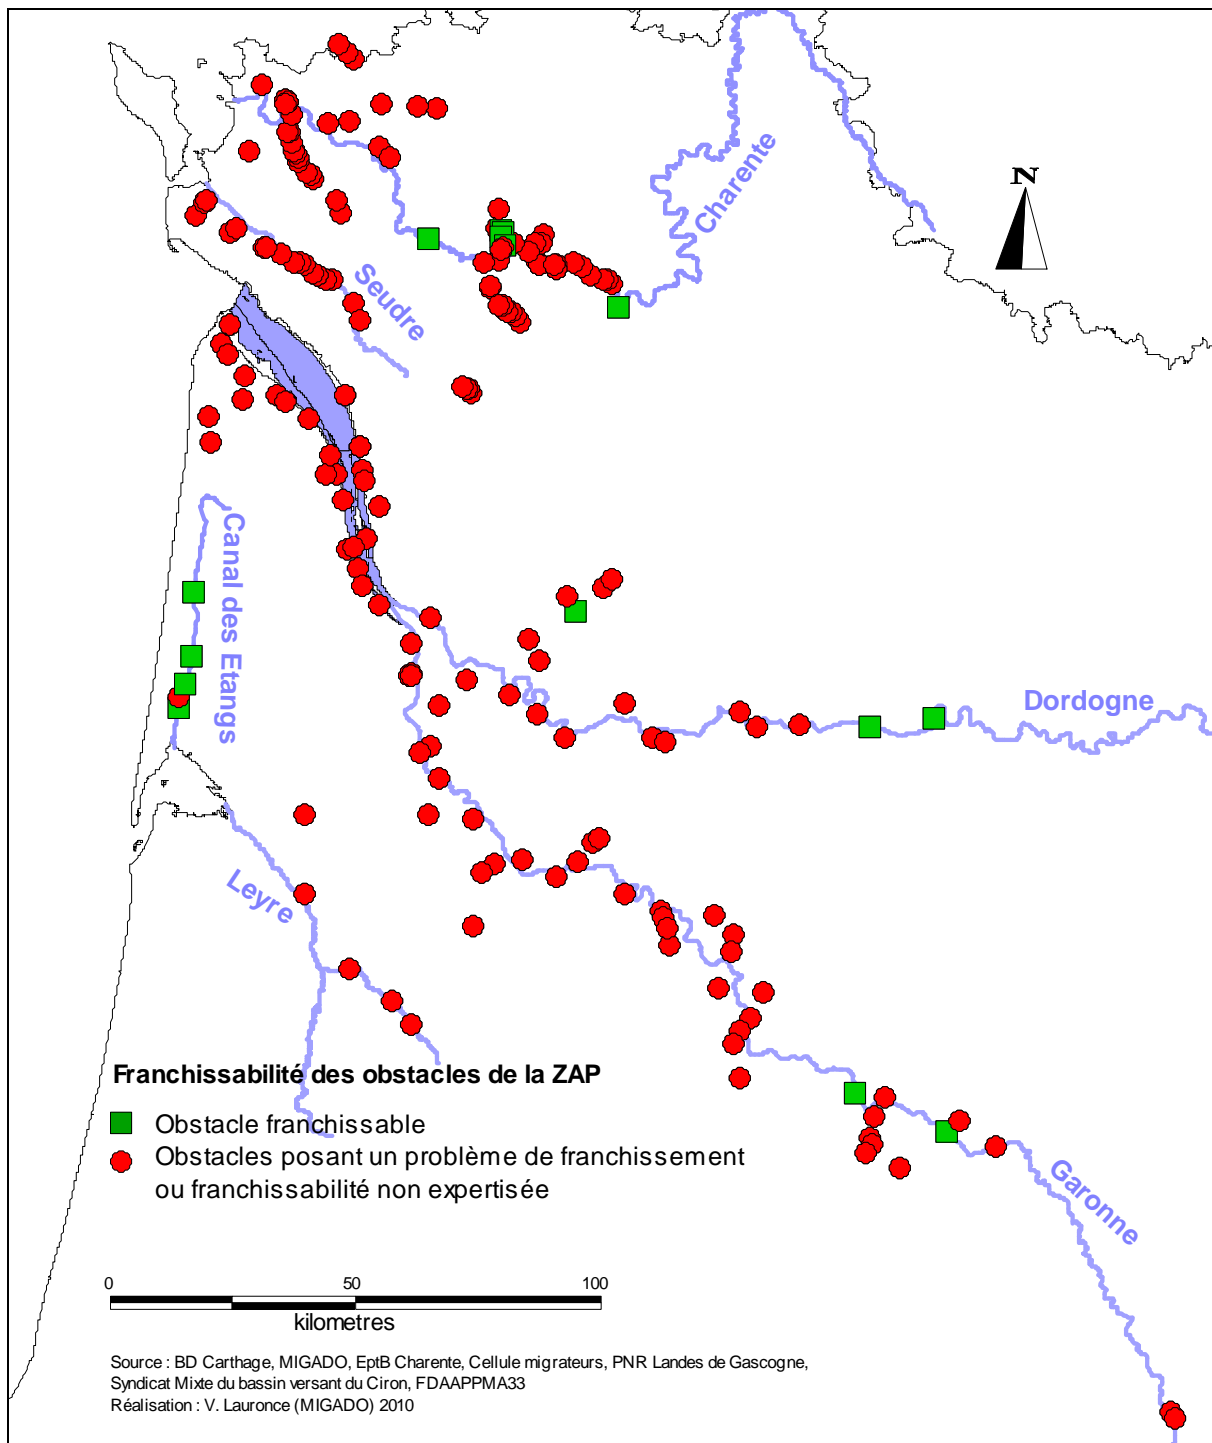 N
Charente
Seudre
Canal des Etangs
Dordogne
Leyre
Garonne
Franchissabilité des obstacles de la ZAP
Obstacle franchissable
Obstacles posant un problème de franchissement
ou franchissabilité non expertisée
0 50 100
kilometres
Source : BD Carthage, MIGADO, EptB Charente, Cellule migrateurs, PNR Landes de Gascogne,
Syndicat Mixte du bassin versant du Ciron, FDAAPPMA33
Réalisation : V. Lauronce (MIGADO) 2010